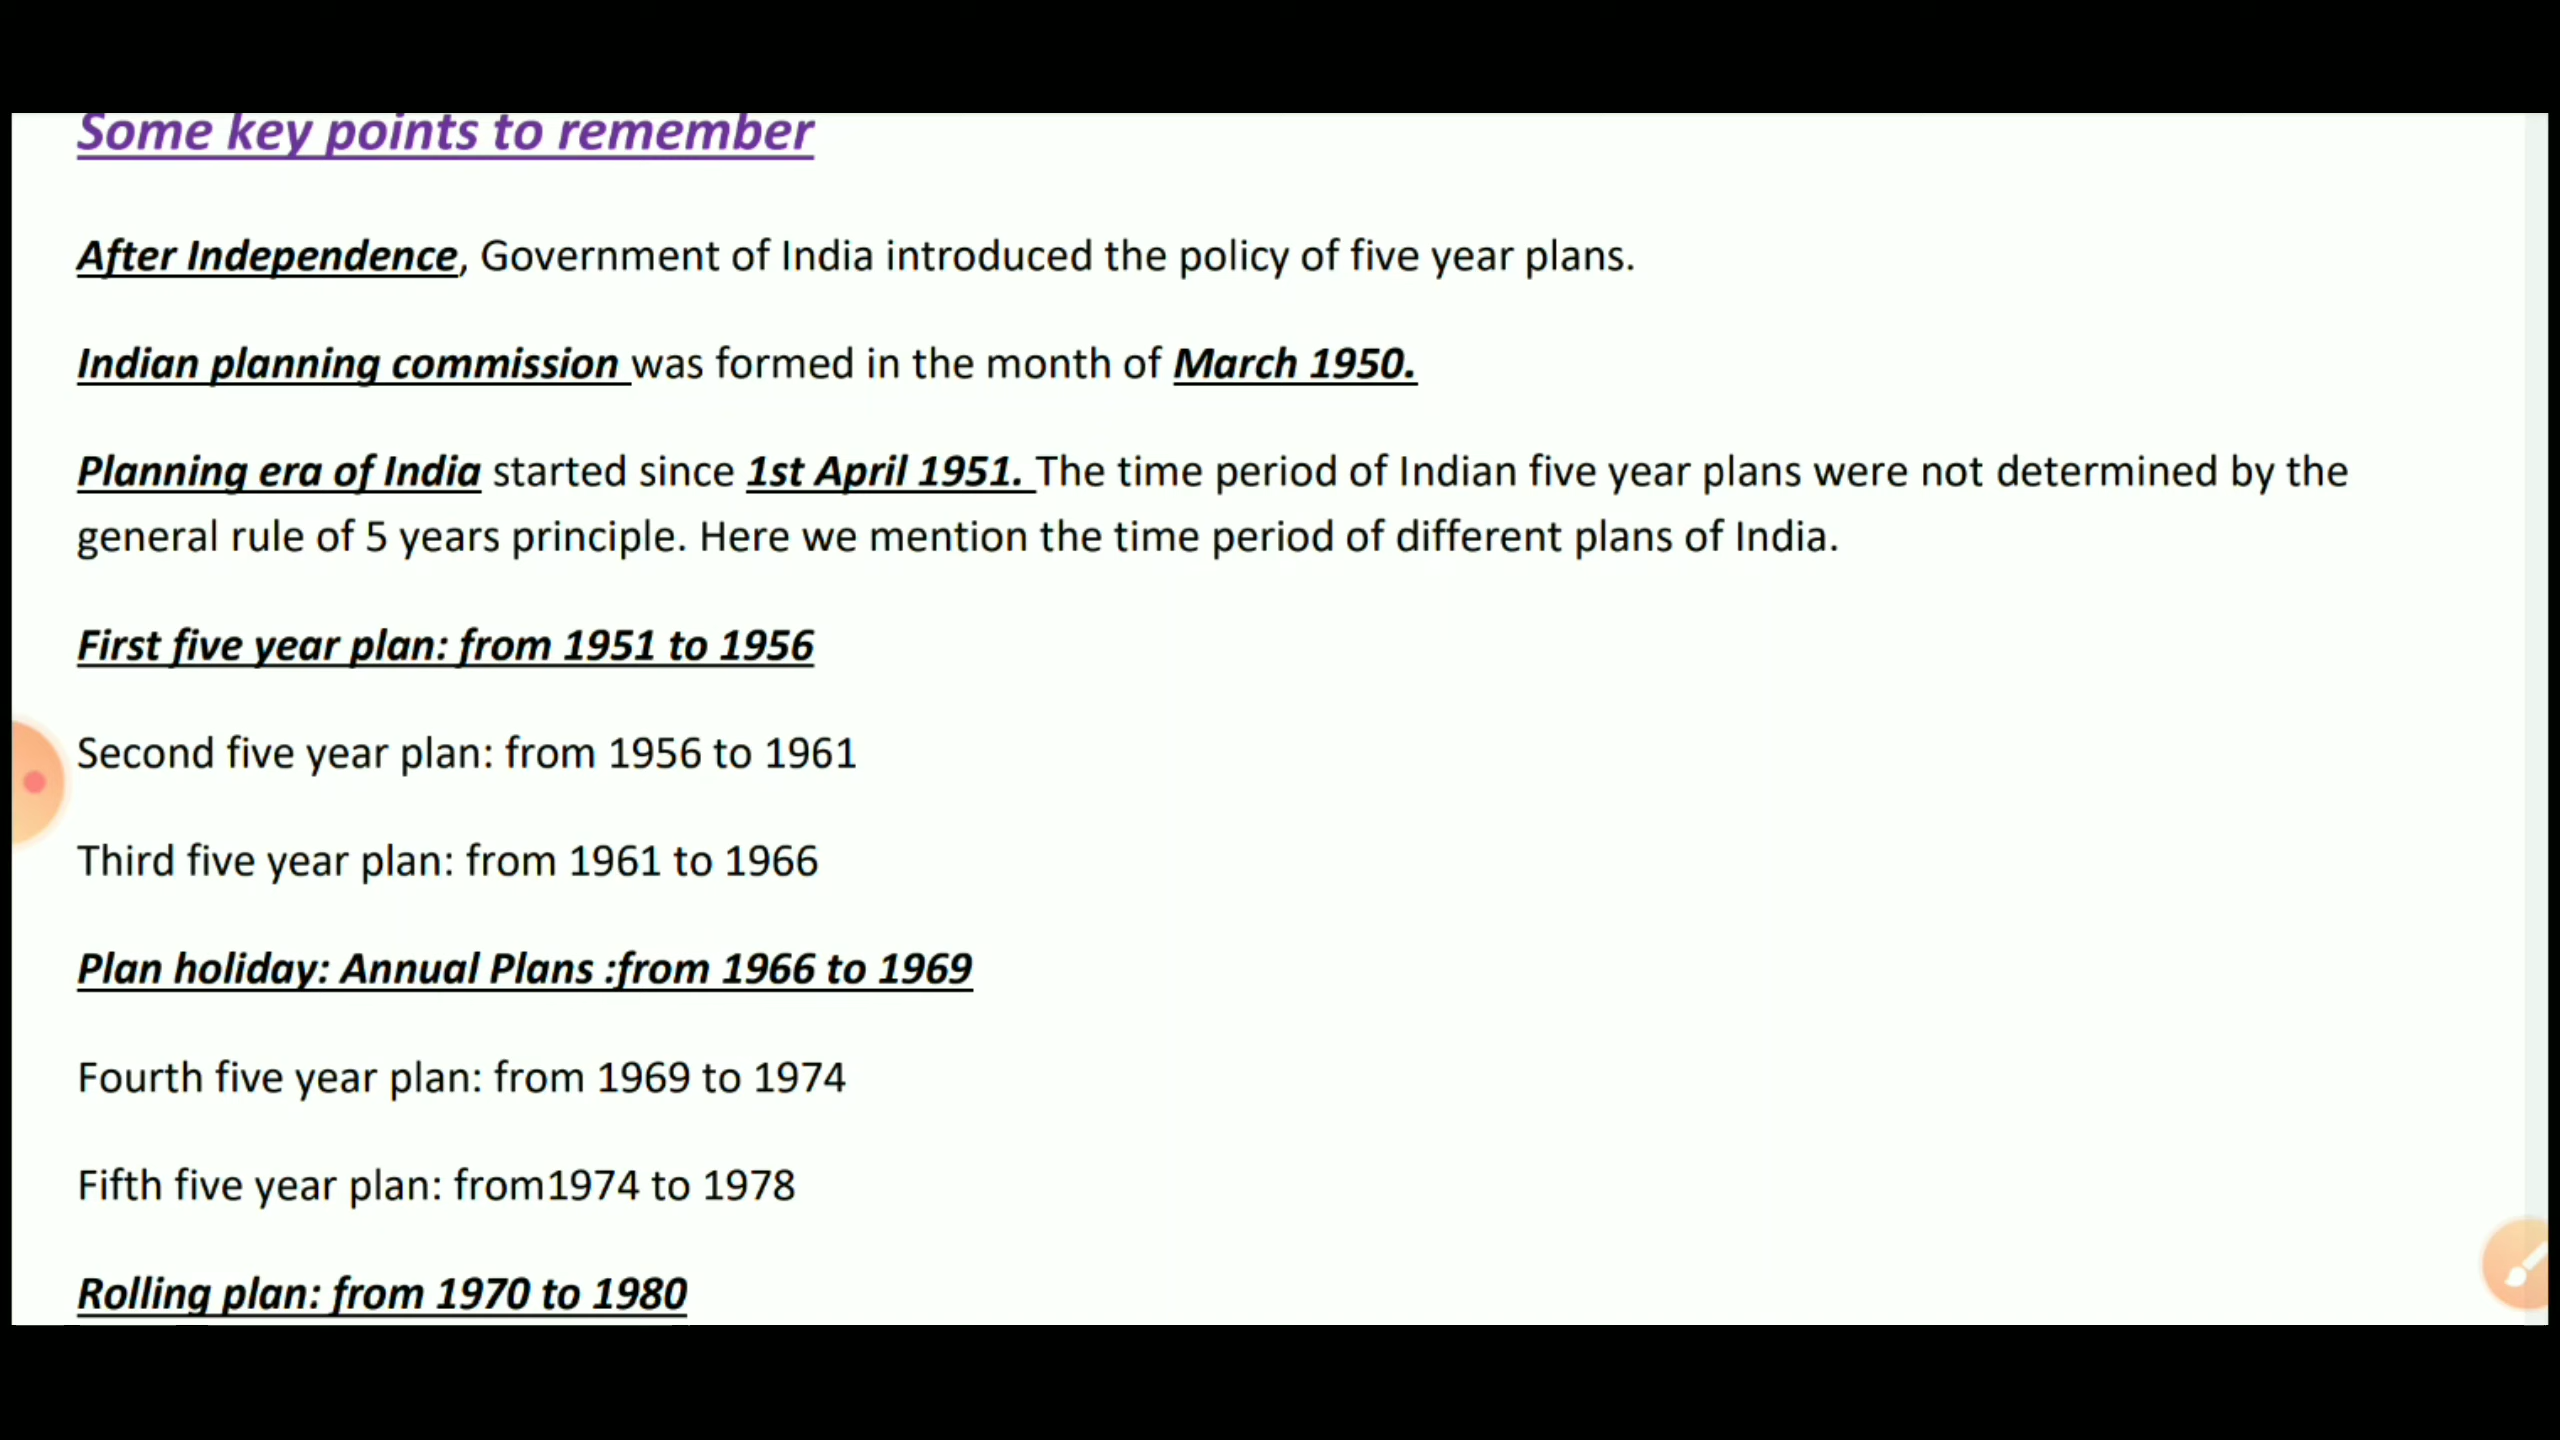 Some key points to remember
After Independence, Government of India introduced the policy of five year plans.
Indian planning commission was formed in the month of March 1950.
Planning era of India started since 1st April 1951. The time period of Indian five year plans were not determined by the
general rule of 5 years principle. Here we mention the time period of different plans of India.
First five year plan: from 1951 to 1956
Second five year plan: from 1956 to 1961
Third five year plan: from 1961 to 1966
Plan holiday: Annual Plans :from 1966 to 1969
Fourth five year plan: from 1969 to 1974
Fifth five year plan: from1974 to 1978
Rolling plan: from 1970 to 1980